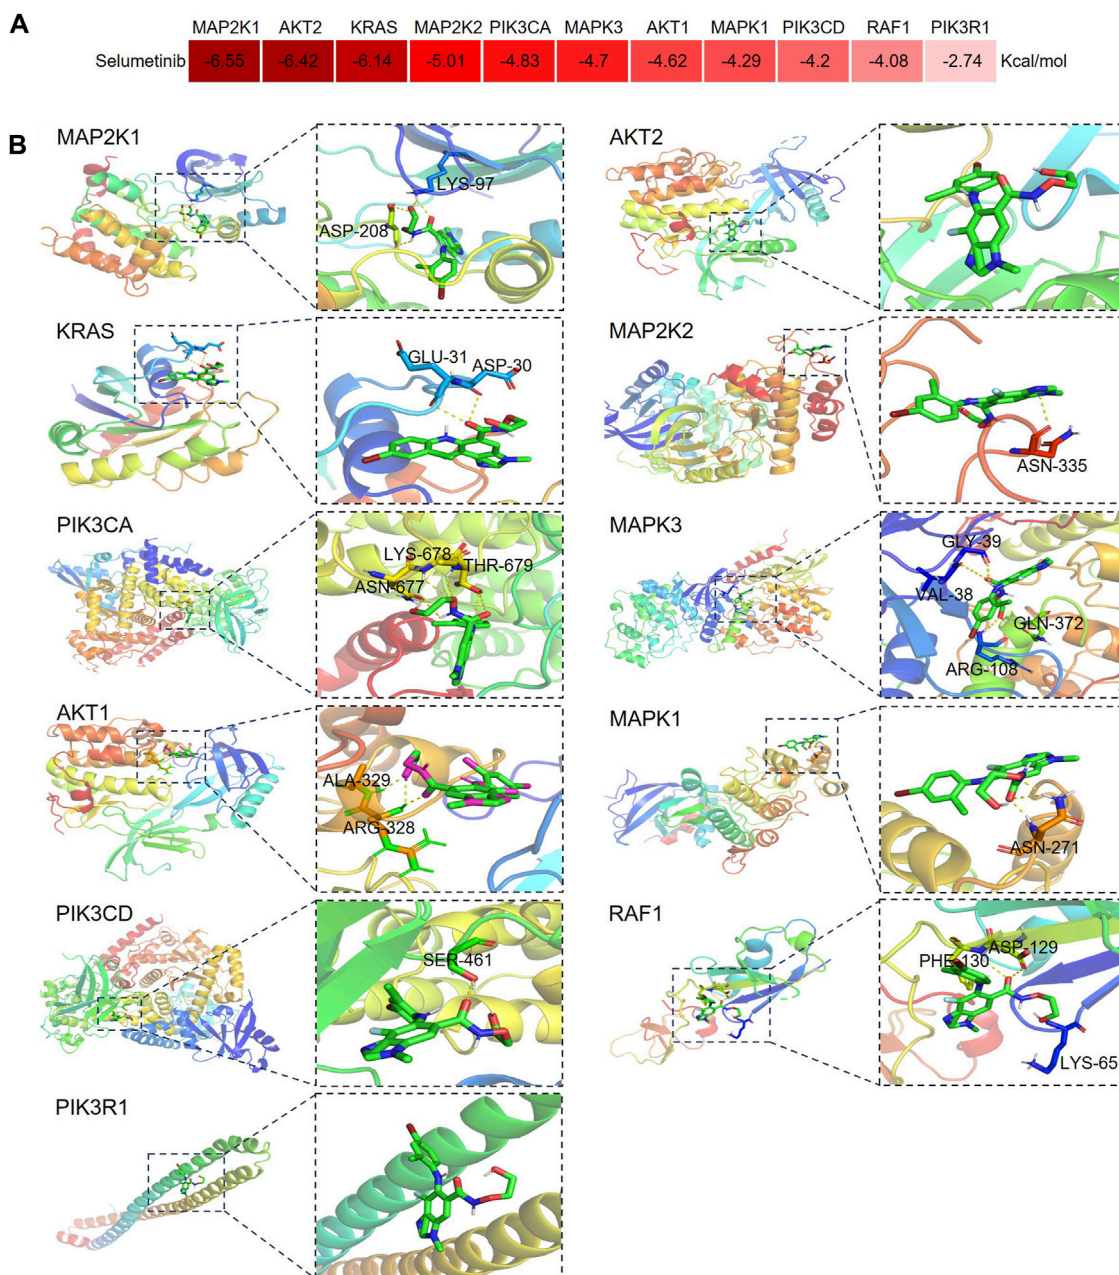 A
MAP2K1 AKT2 KRAS MAP2K2 PIK3CA MAPK3 AKT1 MAPK1 PIK3CD RAF1 PIK3R1
Selumetinib -6.55 -6.42 -6.14 -5.01 -4.83 -4.7 -4.62 -4.29 -4.2 -4.08 -2.74 Kcal/mol
B
MAP2K1
LYS-97
ASP-208
AKT2
KRAS
GLU-31
ASP-30
MAP2K2
ASN-335
PIK3CA
LYS-678
THR-679
ASN-677
MAPK3
GLY-39
VAL-38
GLN-372
ARG-108
AKT1
ALA-329
ARG-328
MAPK1
ASN-271
PIK3CD
SER-461
RAF1
ASP-129
PHE-130
LYS-65
PIK3R1